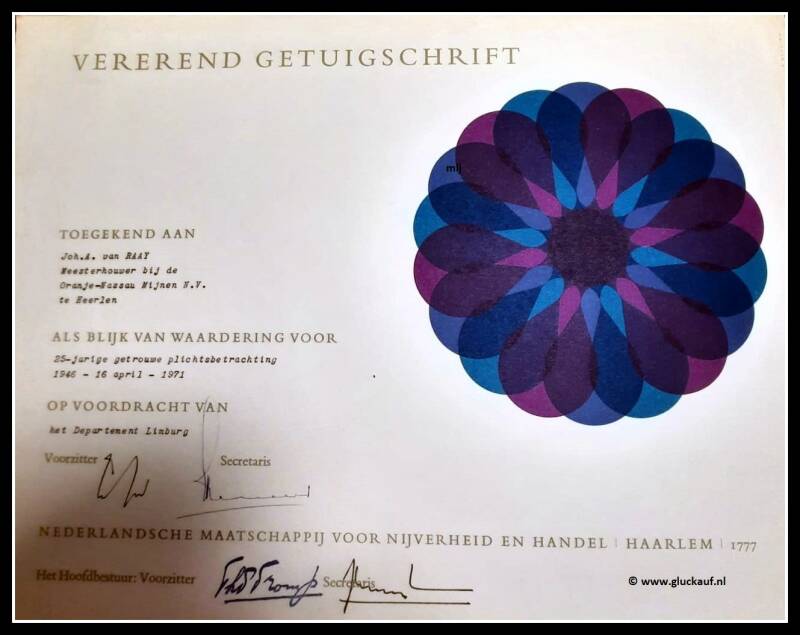 VEREREND GETUIGSCHRIFT
mij
TOEGEKEND AAN
Joh.A. van RAAY
Meesterhouwer bij de
Oranje-Nassau Mijnen N.V.
te Heerlen
ALS BLIJK VAN WAARDERING VOOR
25-jarige getrouwe plichtsbetrachting
1946 - 16 april - 1971
OP VOORDRACHT VAN
het Departement Limburg
Voorzitter Secretaris
NEDERLANDSCHE MAATSCHAPPIJ VOOR NIJVERHEID EN HANDEL | HAARLEM | 1777
Het Hoofdbestuur: Voorzitter Secretaris
© www.gluckauf.nl